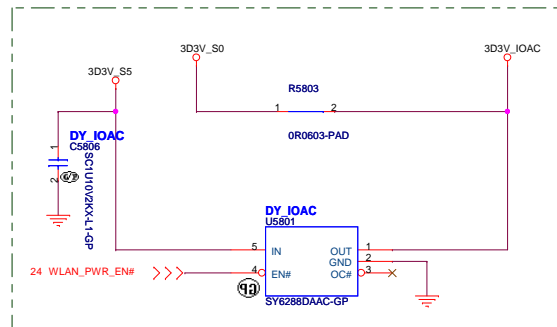 3D3V_S0
3D3V_IOAC
3D3V_S5
R5803
1
2
0R0603-PAD
DY_IOAC
C5806
1
2
SC1U10V2KX-L1-GP
DY_IOAC
U5801
5
IN
OUT
1
GND
2
24 WLAN_PWR_EN#
4
EN#
OC#
3
GP
SY6288DAAC-GP